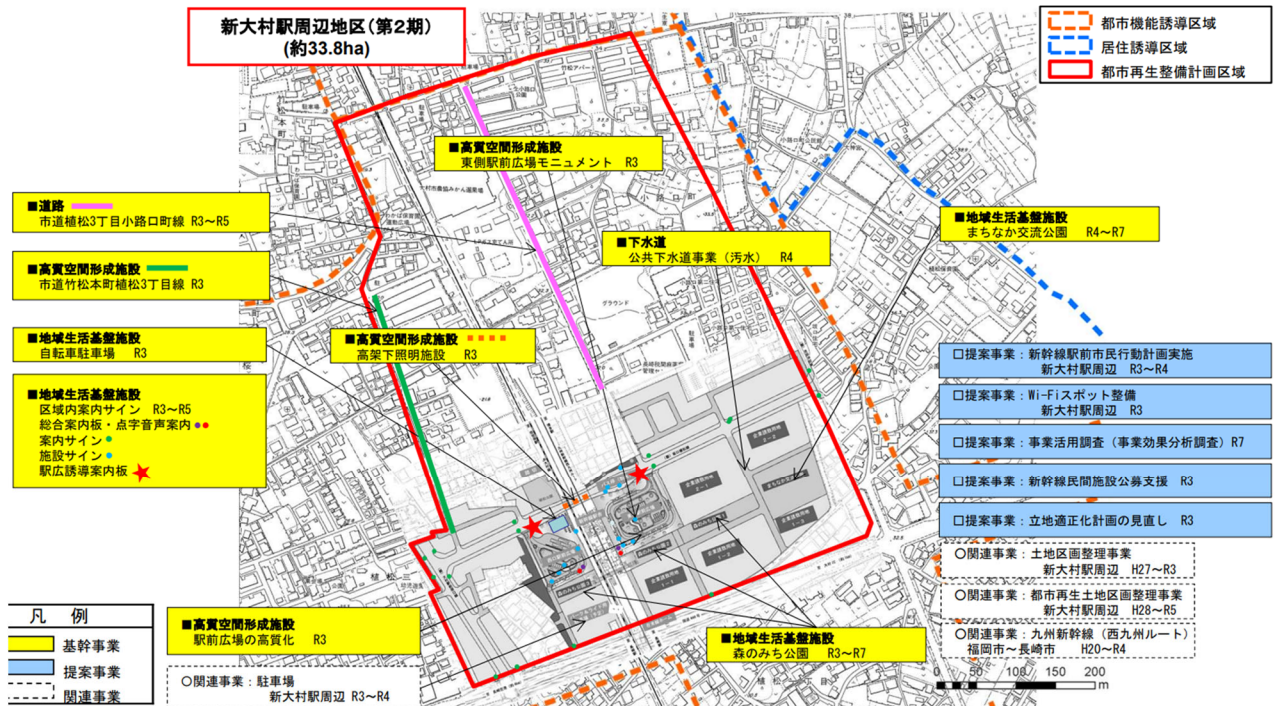 新大村駅周辺地区(第2期)
(約33.8ha)
都市機能誘導区域
居住誘導区域
都市再生整備計画区域
■高質空間形成施設
東側駅前広場モニュメント R3
■道路
市道植松3丁目小路口町線 R3~R5
■高質空間形成施設
市道竹松本町植松3丁目線 R3
■地域生活基盤施設
自転車駐車場 R3
■高質空間形成施設
高架下照明施設 R3
■下水道
公共下水道事業(汚水) R4
■地域生活基盤施設
まちなか交流公園 R4~R7
■地域生活基盤施設
区域内案内サイン R3~R5
総合案内板・点字音声案内
案内サイン
施設サイン
駅広誘導案内板
□提案事業:新幹線駅前市民行動計画実施
新大村駅周辺 R3~R4
□提案事業:Wi-Fiスポット整備
新大村駅周辺 R3
□提案事業:事業活用調査(事業効果分析調査)R7
□提案事業:新幹線民間施設公募支援 R3
□提案事業:立地適正化計画の見直し R3
○関連事業:土地区画整理事業
新大村駅周辺 H27~R3
○関連事業:都市再生土地区画整理事業
新大村駅周辺 H28~R5
○関連事業:九州新幹線(西九州ルート)
福岡市~長崎市 H20~R4
凡 例
基幹事業
提案事業
関連事業
■高質空間形成施設
駅前広場の高質化 R3
○関連事業:駐車場
新大村駅周辺 R3~R4
■地域生活基盤施設
森のみち公園 R3~R7
0 50 100 150 200
m
竹松アパート
小路口町
グラウンド
植松三